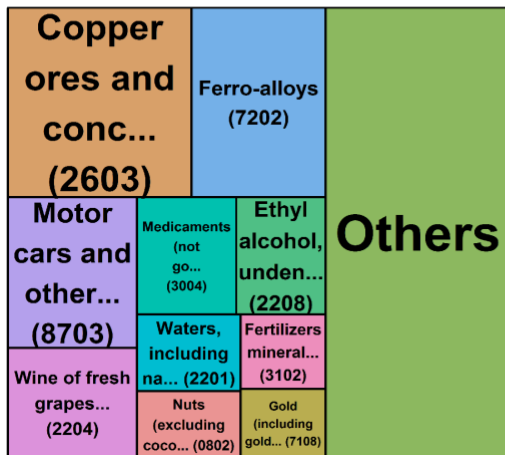 Copper
ores and
conc...
(2603)
Ferro-alloys
(7202)
Others
Motor
cars and
other...
(8703)
Medicaments
(not
go...
(3004)
Ethyl
alcohol,
unden...
(2208)
Waters,
including
na... (2201)
Fertilizers
mineral...
(3102)
Wine of fresh
grapes...
(2204)
Nuts
(excluding
coco... (0802)
Gold
(including
gold... (7108)